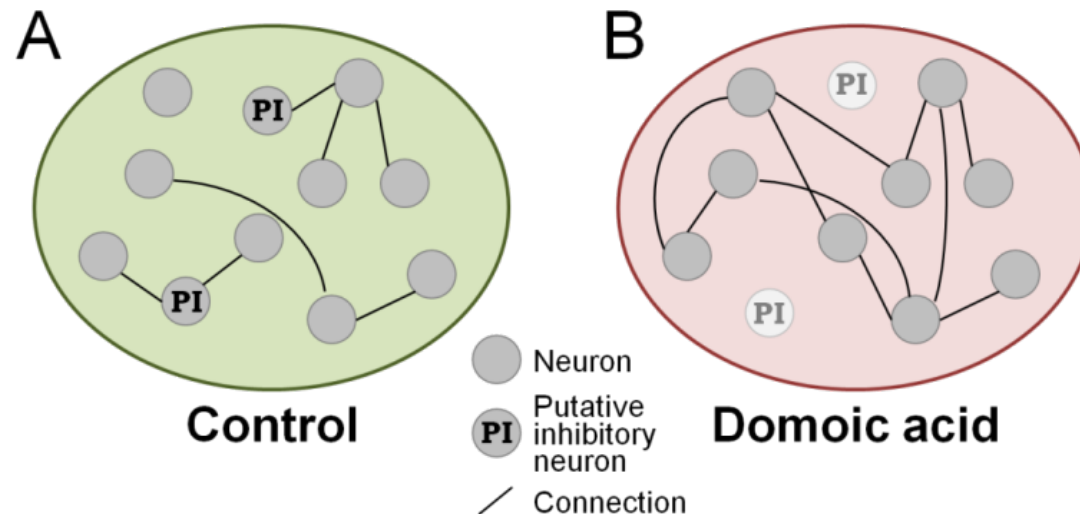 A
B
PI
PI
PI
PI
Control
Domoic acid
Neuron
PI
Putative
inhibitory
neuron
Connection